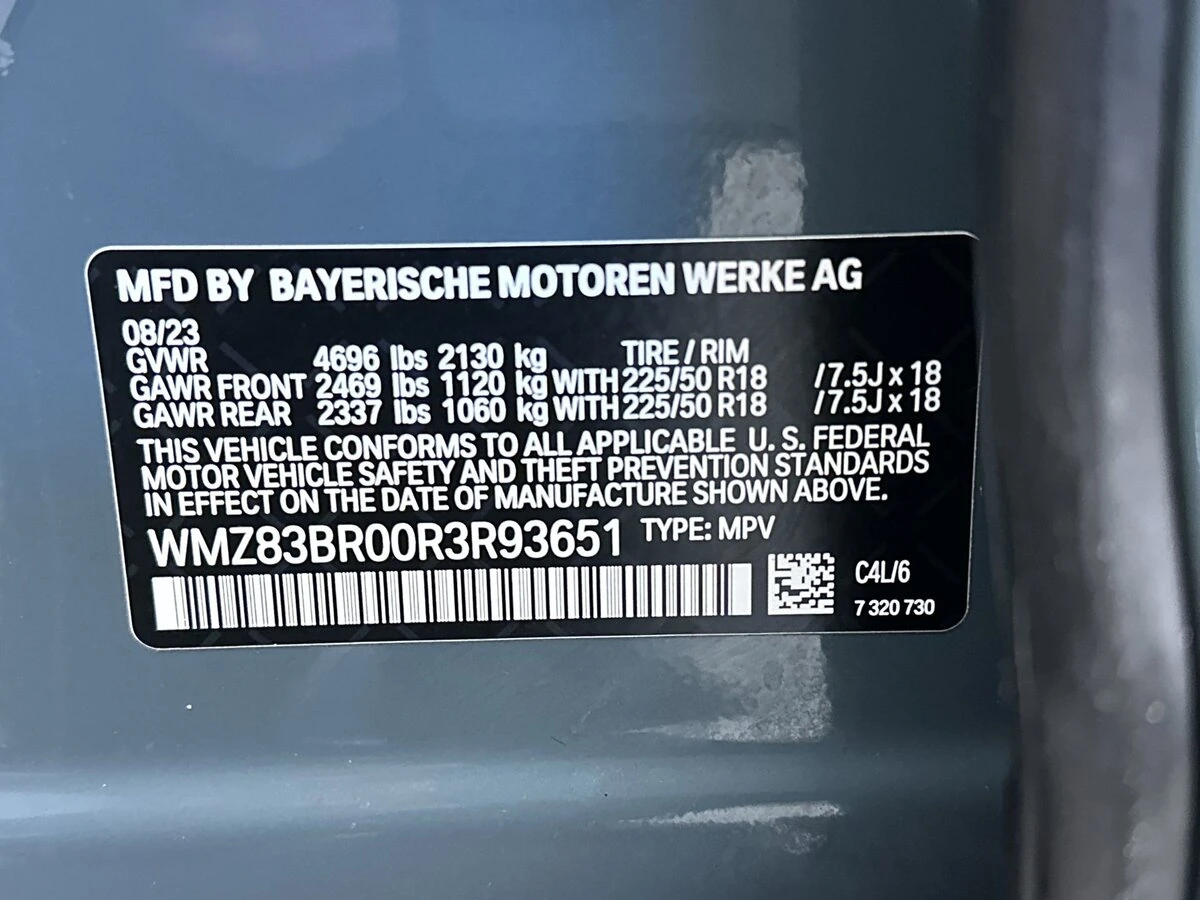 MFD BY BAYERISCHE MOTOREN WERKE AG
08/23
GVWR 4696 lbs 2130 kg TIRE / RIM
GAWR FRONT 2469 lbs 1120 kg WITH 225/50 R18 / 7.5J x 18
GAWR REAR 2337 lbs 1060 kg WITH 225/50 R18 / 7.5J x 18
THIS VEHICLE CONFORMS TO ALL APPLICABLE U. S. FEDERAL
MOTOR VEHICLE SAFETY AND THEFT PREVENTION STANDARDS
IN EFFECT ON THE DATE OF MANUFACTURE SHOWN ABOVE.
WMZ83BR00R3R93651 TYPE: MPV
C4L/6
7 320 730